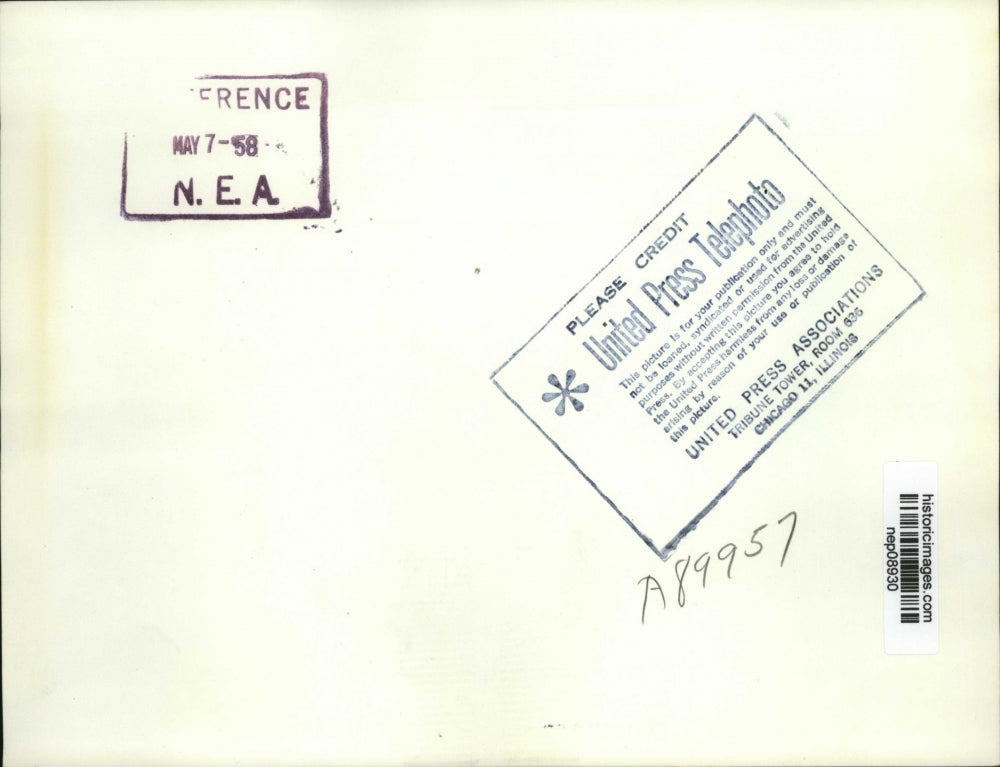 FRENCE
MAY 7-58
N. E. A.
PLEASE CREDIT
United Press Telephoto
This picture is for your publication only and must
not be loaned, syndicated or used for advertising
purposes without written permission from the United
Press. By accepting this picture you agree to hold
the United Press harmless from any loss or damage
arising by reason of your use or publication of
this picture.
UNITED PRESS ASSOCIATIONS
TRIBUNE TOWER, ROOM 636
CHICAGO 11, ILLINOIS
A89957
historicimages.com
nep08930